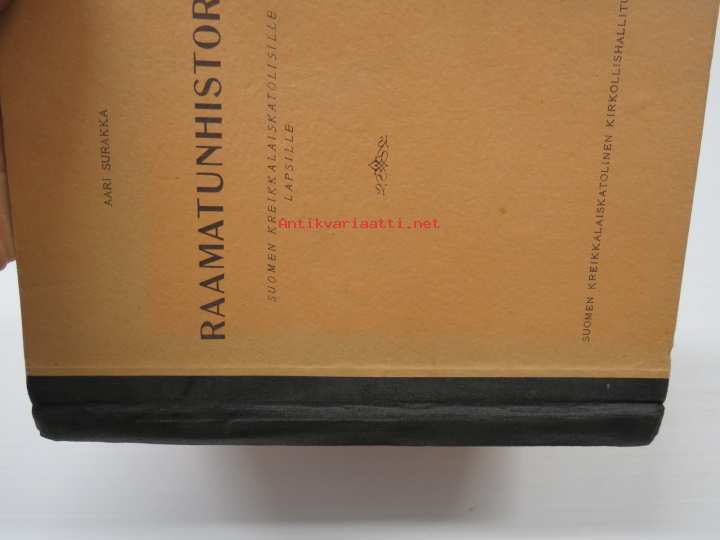 AARI SURAKKA
RAAMATUNHISTOR
SUOMEN KREIKKALAISKATOLISILLE
LAPSILLE
SUOMEN KREIKKALAISKATOLINEN KIRKOLLISHALLITU
Antikvariaatti.net